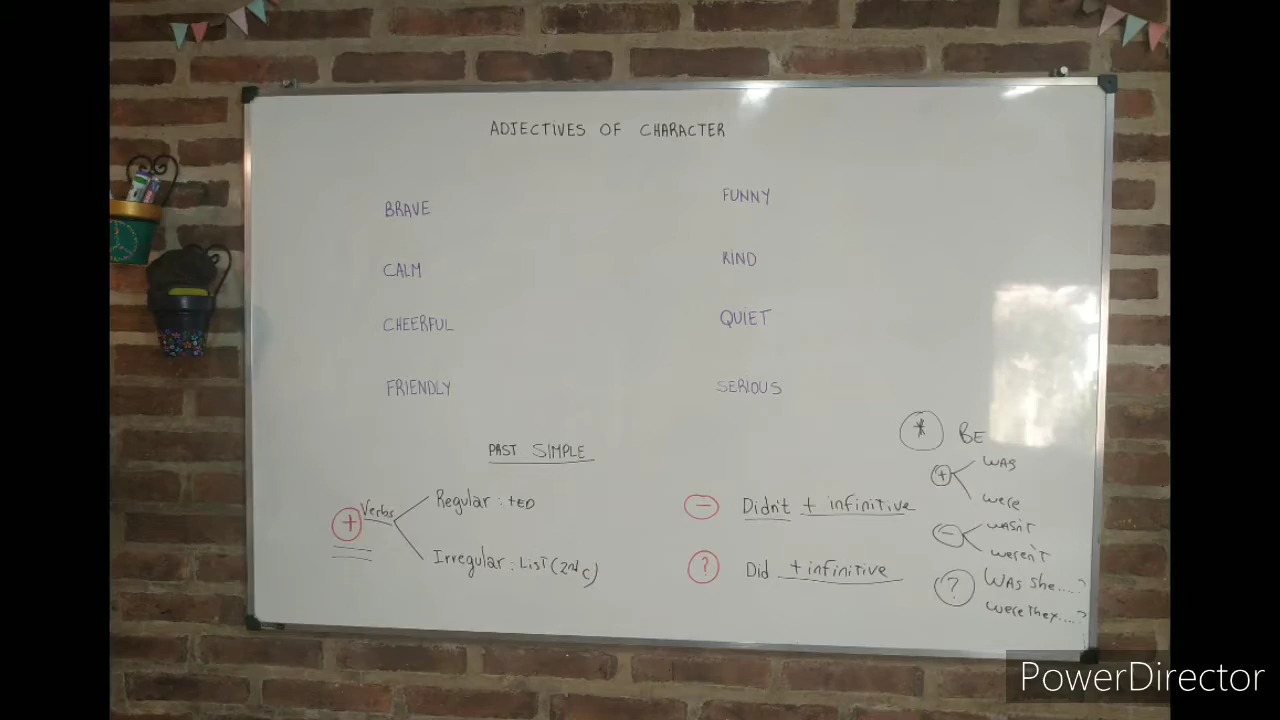 ADJECTIVES OF CHARACTER
BRAVE
CALM
CHEERFUL
FRIENDLY
FUNNY
KIND
QUIET
SERIOUS
PAST SIMPLE
+ Verbs
Regular: +ED
Irregular: LIST (2nd C)
- Didn't + infinitive
? Did + infinitive
* BE
+ WAS
were
- WASN'T
weren't
? WAS she....?
were they....?
PowerDirector